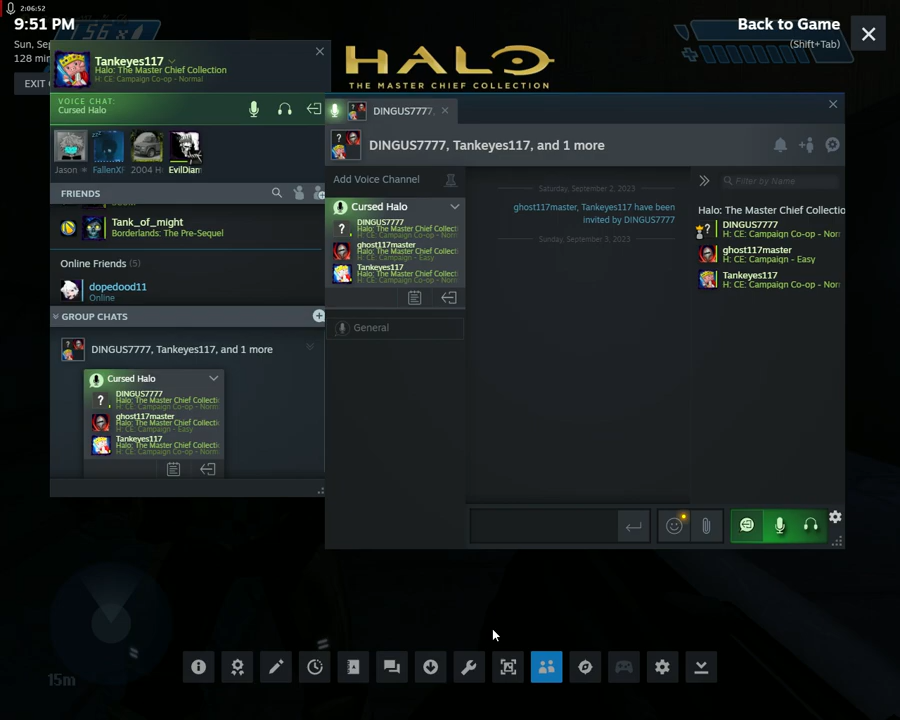 2:06:52
9:51 PM
Sun, Sep
128 min
EXIT
Back to Game
(Shift+Tab)
HALO
THE MASTER CHIEF COLLECTION
Tankeyes117
Halo: The Master Chief Collection
H: CE: Campaign Co-op - Normal
VOICE CHAT:
Cursed Halo
Jason
FallenX
2004 H
EvilDiam
FRIENDS
Tank_of_might
Borderlands: The Pre-Sequel
Online Friends (5)
dopedood11
Online
GROUP CHATS
DINGUS7777, Tankeyes117, and 1 more
Cursed Halo
DINGUS7777
Halo: The Master Chief Collecti
H: CE: Campaign Co-op - Norm
ghost117master
Halo: The Master Chief Collecti
H: CE: Campaign - Easy
Tankeyes117
Halo: The Master Chief Collecti
H: CE: Campaign Co-op - Norm
DINGUS7777,
DINGUS7777, Tankeyes117, and 1 more
Add Voice Channel
Cursed Halo
DINGUS7777
Halo: The Master Chief Collect
H: CE: Campaign Co-op - Norn
ghost117master
Halo: The Master Chief Collect
H: CE: Campaign - Easy
Tankeyes117
Halo: The Master Chief Collect
H: CE: Campaign Co-op - Norn
General
Saturday, September 2, 2023
ghost117master, Tankeyes117 have been
invited by DINGUS7777
Sunday, September 3, 2023
Filter by Name
Halo: The Master Chief Collectio
DINGUS7777
H: CE: Campaign Co-op - Norr
ghost117master
H: CE: Campaign - Easy
Tankeyes117
H: CE: Campaign Co-op - Norr
15m